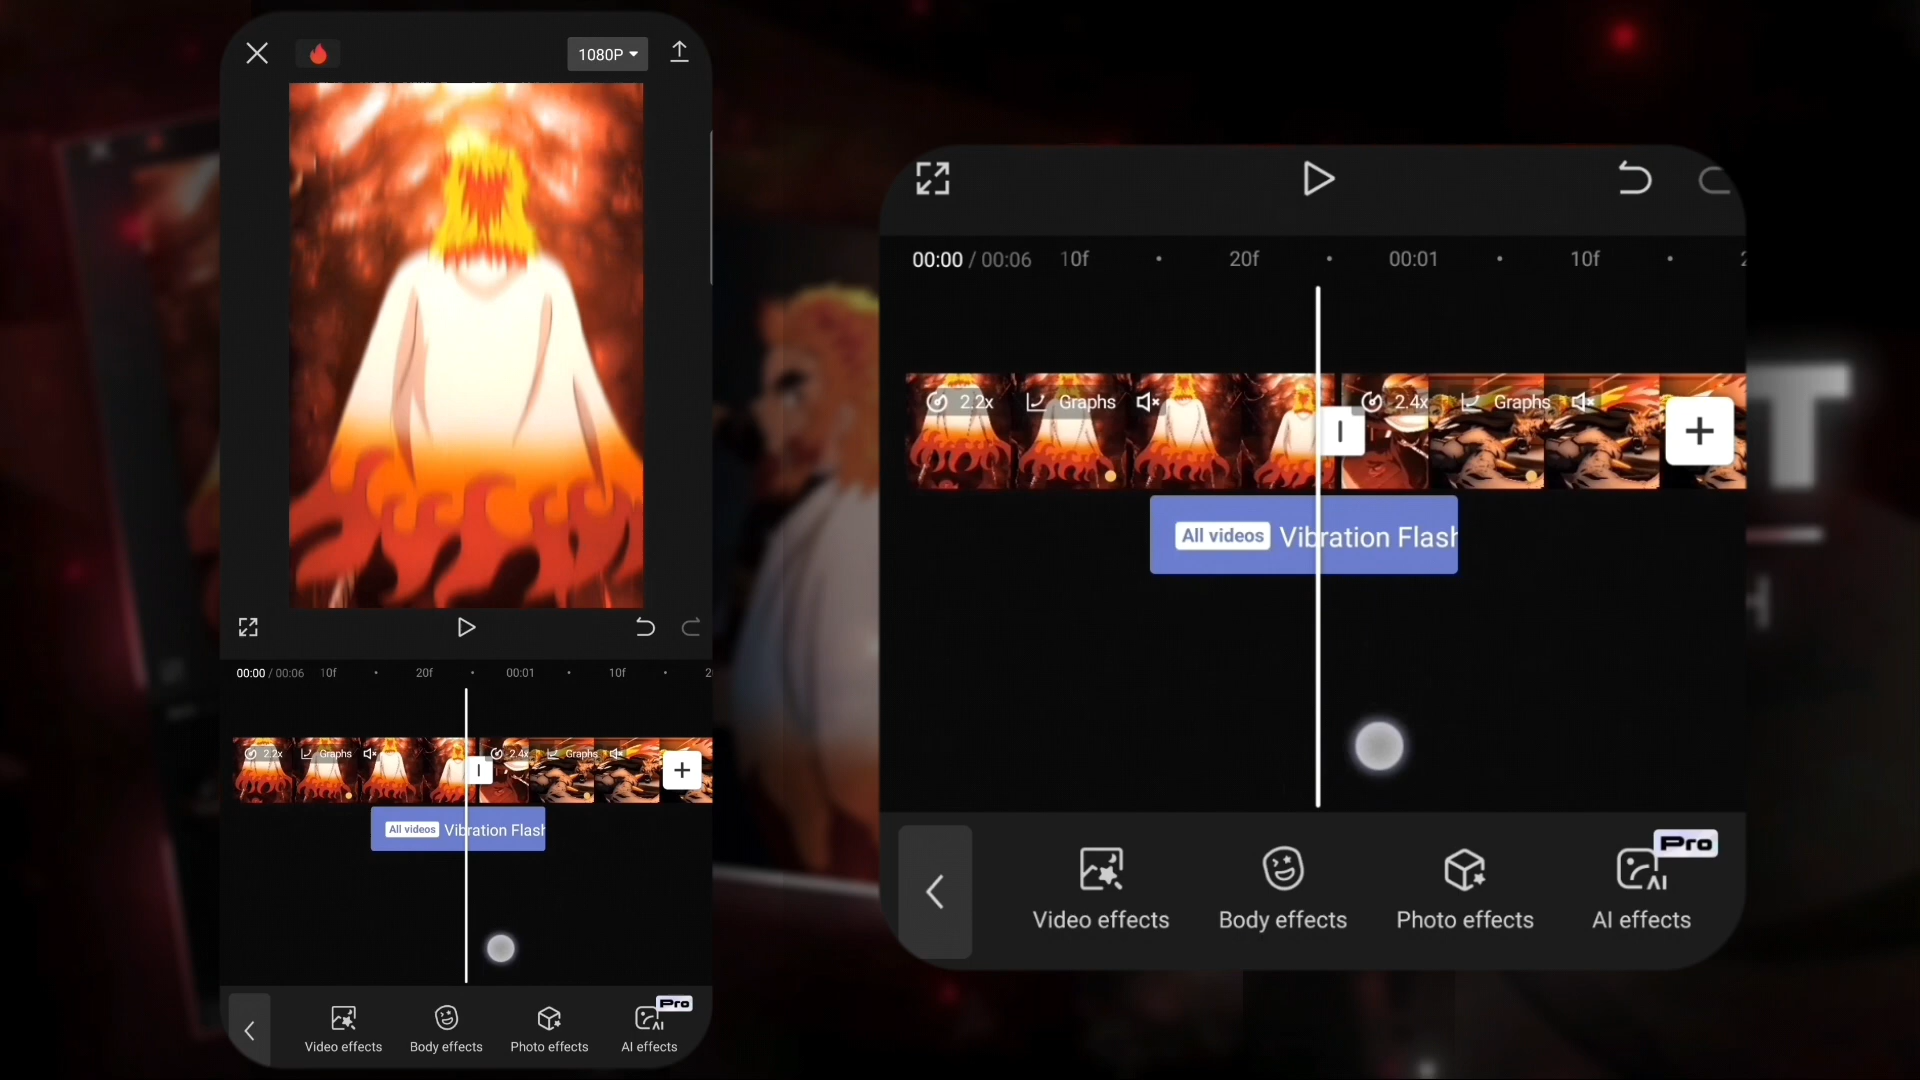 1080P
00:00 / 00:06 10f 20f 00:01 10f 2
2.2x Graphs 2.4x Graphs
All videos Vibration Flash
Video effects Body effects Photo effects AI effects
Pro
00:00 / 00:06 10f 20f 00:01 10f
2.2x Graphs 2.4x Graphs
All videos Vibration Flash
Video effects Body effects Photo effects AI effects
Pro
T